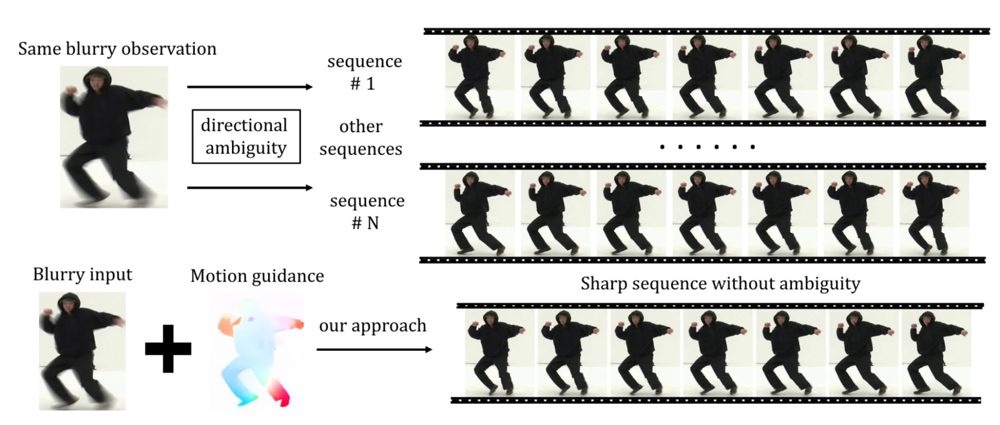 Same blurry observation
directional
ambiguity
sequence
# 1
other
sequences
. . . . . .
sequence
# N
Blurry input
Motion guidance
our approach
Sharp sequence without ambiguity